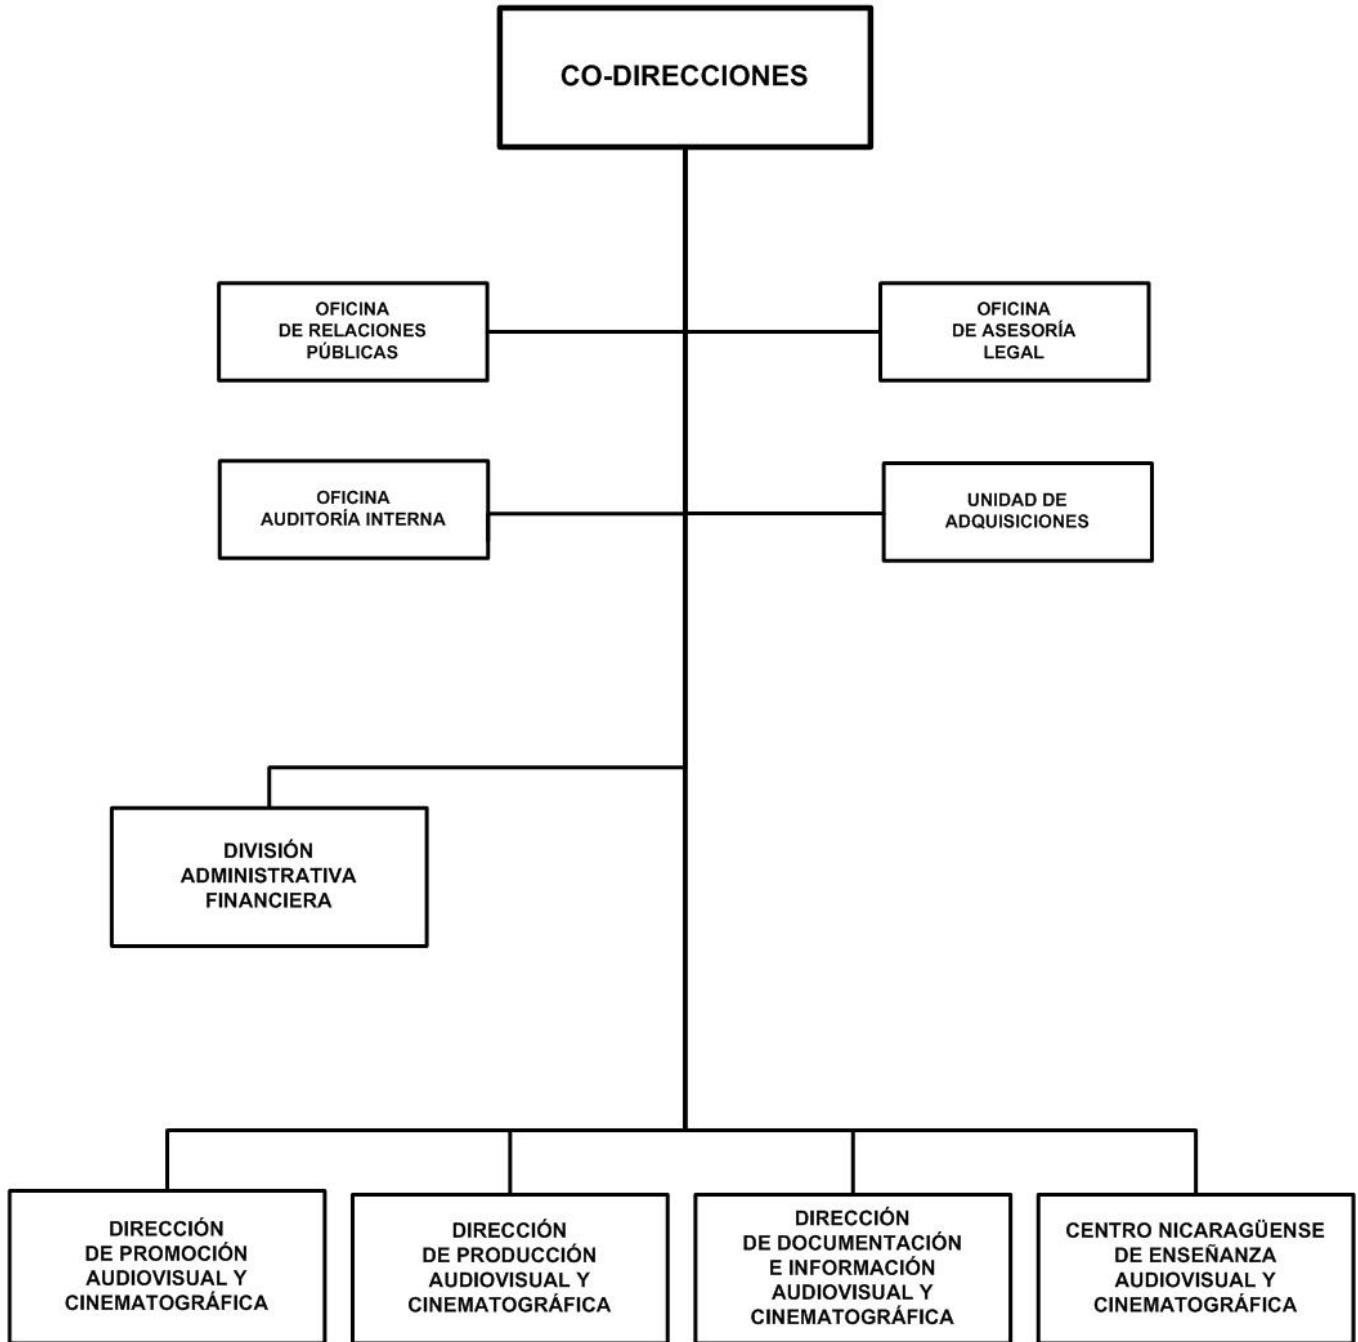 CO-DIRECCIONES
OFICINA
DE RELACIONES
PÚBLICAS
OFICINA
DE ASESORÍA
LEGAL
OFICINA
AUDITORÍA INTERNA
UNIDAD DE
ADQUISICIONES
DIVISIÓN
ADMINISTRATIVA
FINANCIERA
DIRECCIÓN
DE PROMOCIÓN
AUDIOVISUAL Y
CINEMATOGRÁFICA
DIRECCIÓN
DE PRODUCCIÓN
AUDIOVISUAL Y
CINEMATOGRÁFICA
DIRECCIÓN
DE DOCUMENTACIÓN
E INFORMACIÓN
AUDIOVISUAL Y
CINEMATOGRÁFICA
CENTRO NICARAGÜENSE
DE ENSEÑANZA
AUDIOVISUAL Y
CINEMATOGRÁFICA